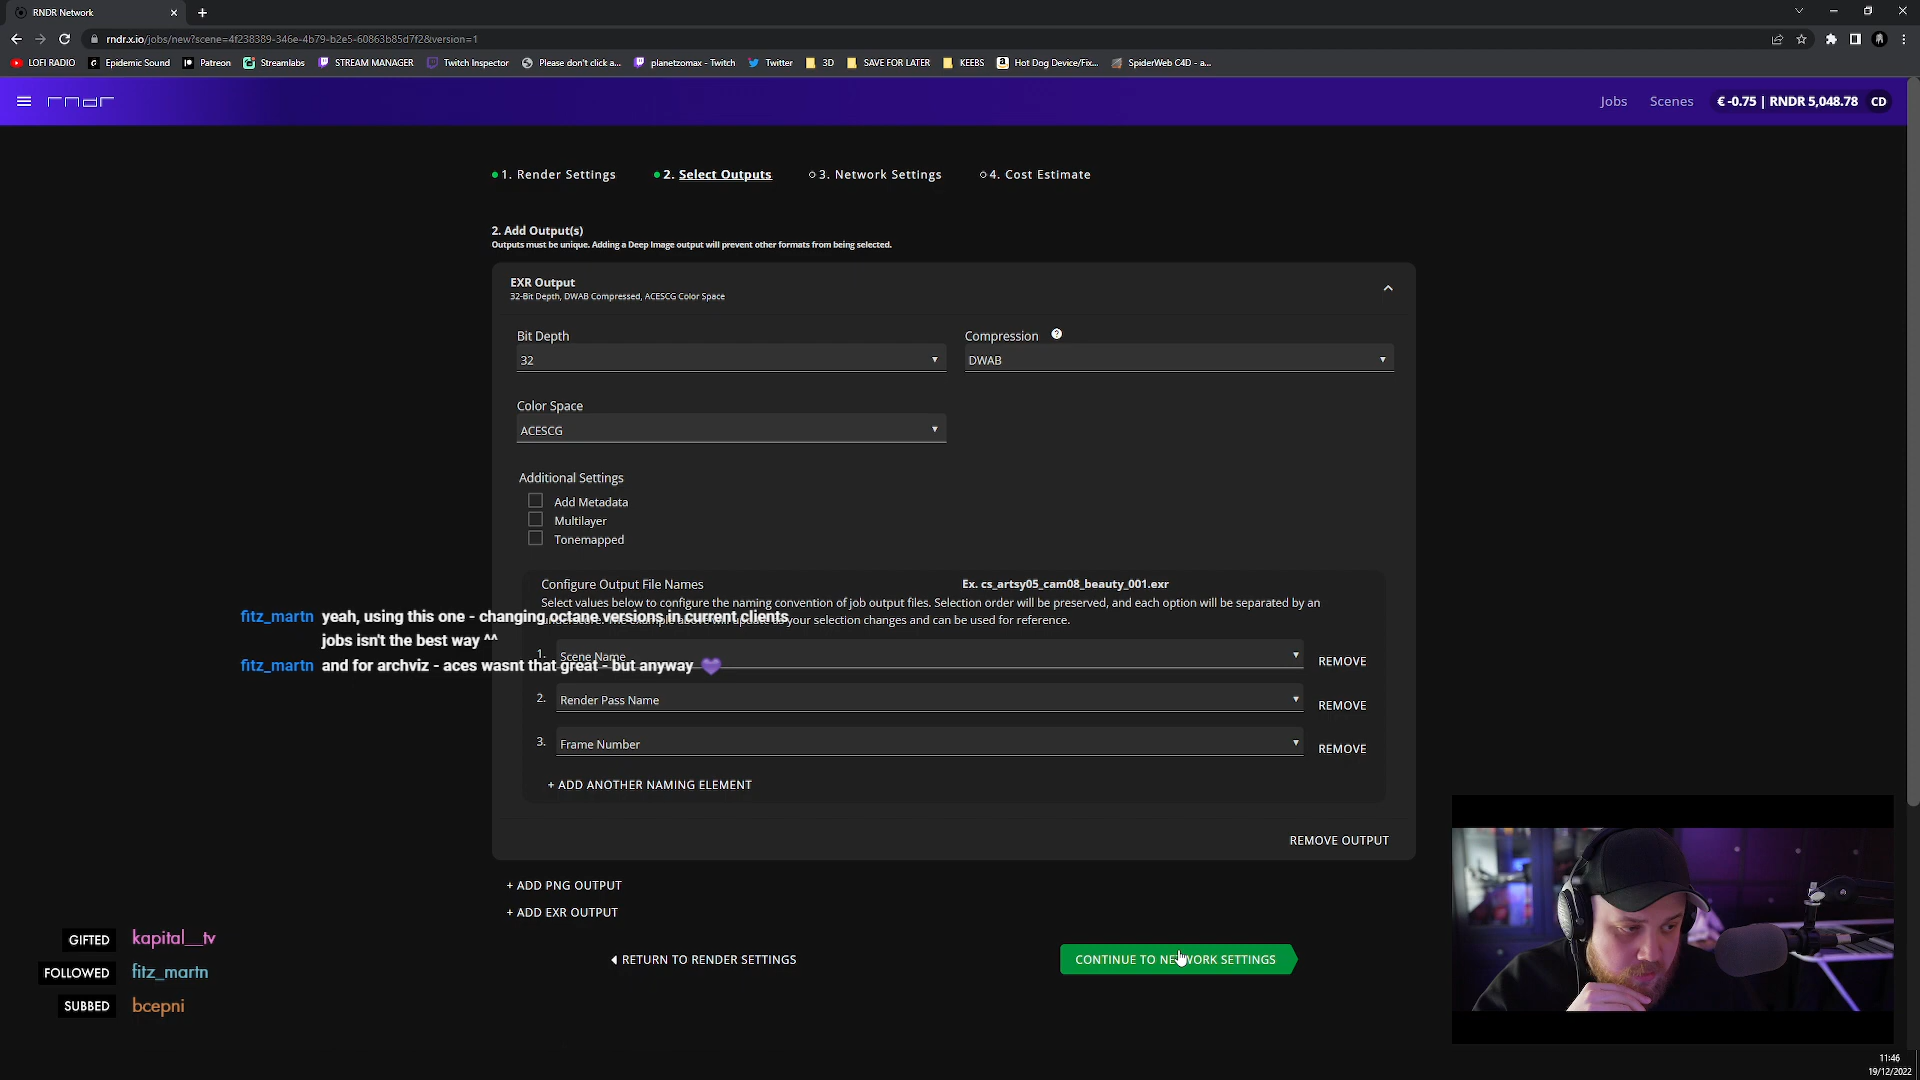 RNDR Network
rndr.x.io/jobs/new?scene=4f238389-346e-4b79-b2e5-60863b85d7f2&version=1
LOFI RADIO
Epidemic Sound
Patreon
Streamlabs
STREAM MANAGER
Twitch Inspector
Please don't click a...
planetzomax - Twitch
Twitter
3D
SAVE FOR LATER
KEEBS
Hot Dog Device/Fix...
SpiderWeb C4D - a...
rndr
Jobs
Scenes
€ -0.75 | RNDR 5,048.78
CD
1. Render Settings
2. Select Outputs
3. Network Settings
4. Cost Estimate
2. Add Output(s)
Outputs must be unique. Adding a Deep Image output will prevent other formats from being selected.
EXR Output
32-Bit Depth, DWAB Compressed, ACESCG Color Space
Bit Depth
32
Compression
DWAB
Color Space
ACESCG
Additional Settings
Add Metadata
Multilayer
Tonemapped
Configure Output File Names
Ex. cs_artsy05_cam08_beauty_001.exr
Select values below to configure the naming convention of job output files. Selection order will be preserved, and each option will be separated by an
your selection changes and can be used for reference.
fitz_martn yeah, using this one - changing octane versions in current clients
jobs isn't the best way ^^
fitz_martn and for archviz - aces wasnt that great - but anyway 💜
1. Scene Name
REMOVE
2. Render Pass Name
REMOVE
3. Frame Number
REMOVE
+ ADD ANOTHER NAMING ELEMENT
REMOVE OUTPUT
+ ADD PNG OUTPUT
+ ADD EXR OUTPUT
RETURN TO RENDER SETTINGS
CONTINUE TO NETWORK SETTINGS
GIFTED kapital__tv
FOLLOWED fitz_martn
SUBBED bcepni
11:46
19/12/2022